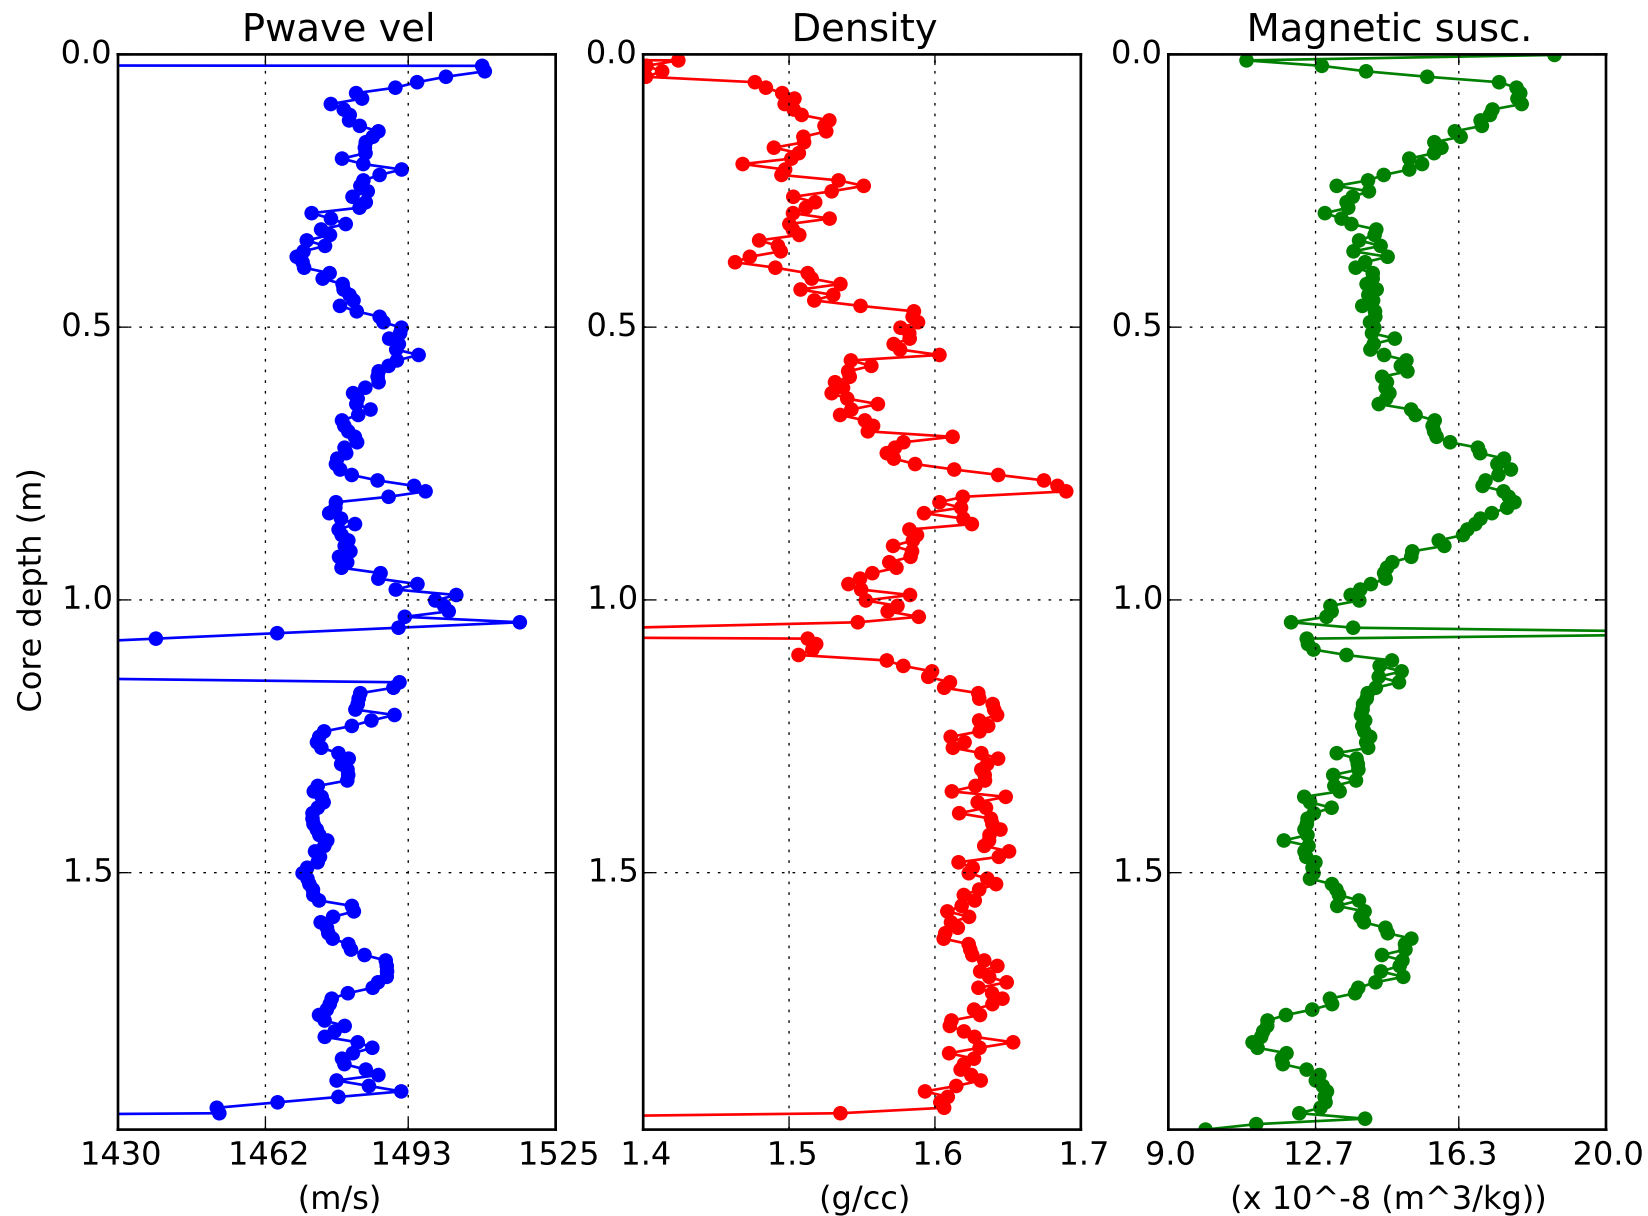 Pwave vel
Density
Magnetic susc.
0.0
0.0
0.0
0.5
0.5
0.5
1.0
1.0
1.0
1.5
1.5
1.5
Core depth (m)
1430 1462 1493 1525
1.4 1.5 1.6 1.7
9.0 12.7 16.3 20.0
(m/s)
(g/cc)
(x 10^-8 (m^3/kg))